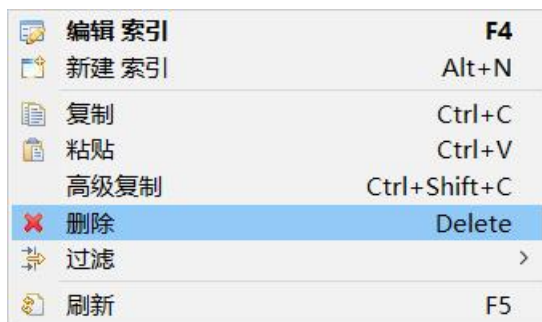 编辑 索引 F4
新建 索引 Alt+N
复制 Ctrl+C
粘贴 Ctrl+V
高级复制 Ctrl+Shift+C
删除 Delete
过滤
刷新 F5